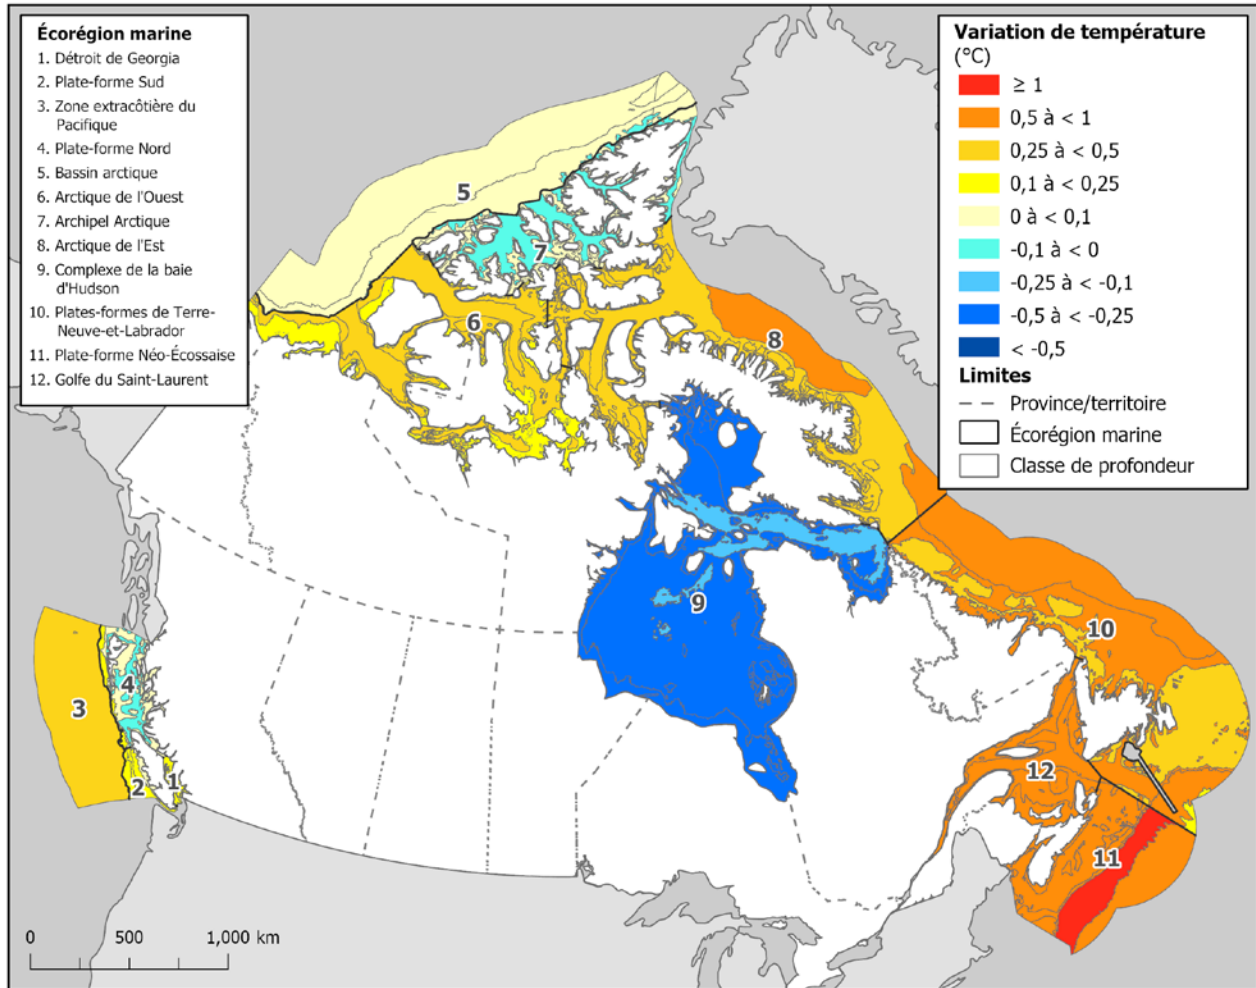 Écorégion marine
1. Détroit de Georgia
2. Plate-forme Sud
3. Zone extracôtière du
Pacifique
4. Plate-forme Nord
5. Bassin arctique
6. Arctique de l'Ouest
7. Archipel Arctique
8. Arctique de l'Est
9. Complexe de la baie
d'Hudson
10. Plates-formes de Terre-
Neuve-et-Labrador
11. Plate-forme Néo-Écossaise
12. Golfe du Saint-Laurent
Variation de température
(°C)
≥ 1
0,5 à < 1
0,25 à < 0,5
0,1 à < 0,25
0 à < 0,1
-0,1 à < 0
-0,25 à < -0,1
-0,5 à < -0,25
< -0,5
Limites
Province/territoire
Écorégion marine
Classe de profondeur
5
7
6
8
9
10
4
3
2
1
12
11
0 500 1,000 km